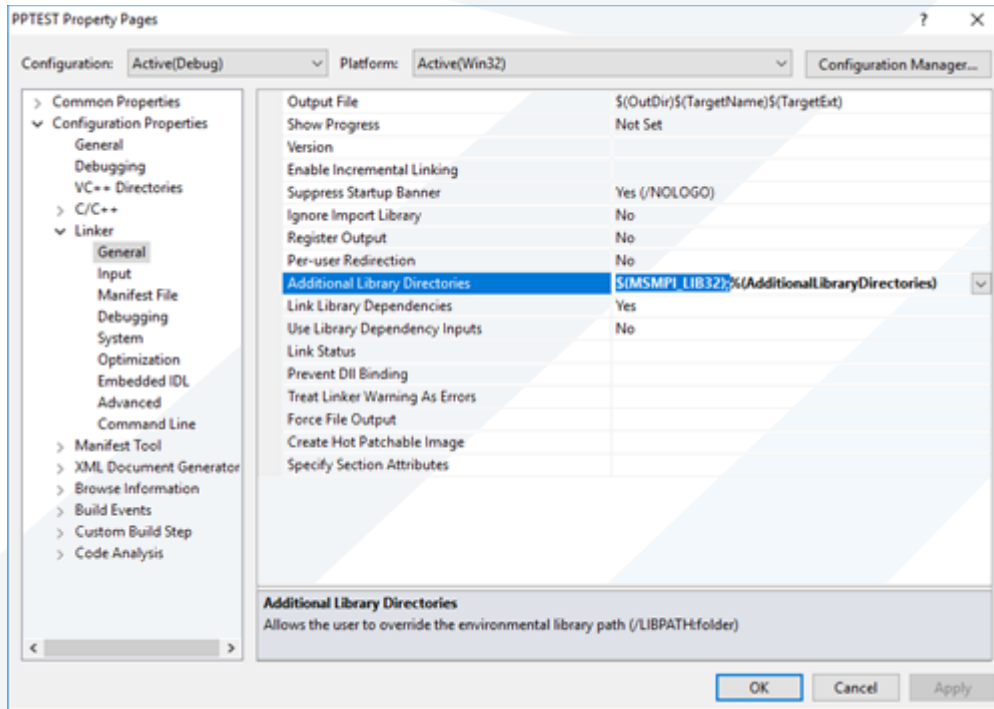 PPTEST Property Pages
Configuration: Active(Debug) Platform: Active(Win32) Configuration Manager...
Common Properties
Configuration Properties
General
Debugging
VC++ Directories
C/C++
Linker
General
Input
Manifest File
Debugging
System
Optimization
Embedded IDL
Advanced
Command Line
Manifest Tool
XML Document Generator
Browse Information
Build Events
Custom Build Step
Code Analysis
Output File $(OutDir)$(TargetName)$(TargetExt)
Show Progress Not Set
Version
Enable Incremental Linking
Suppress Startup Banner Yes (/NOLOGO)
Ignore Import Library No
Register Output No
Per-user Redirection No
Additional Library Directories $(MSMPI_LIB32);%(AdditionalLibraryDirectories)
Link Library Dependencies Yes
Use Library Dependency Inputs No
Link Status
Prevent Dll Binding
Treat Linker Warning As Errors
Force File Output
Create Hot Patchable Image
Specify Section Attributes
Additional Library Directories
Allows the user to override the environmental library path (/LIBPATH:folder)
OK Cancel Apply